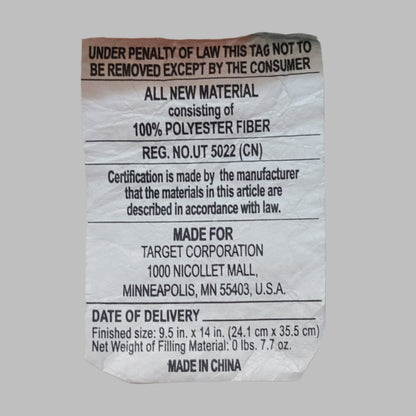 UNDER PENALTY OF LAW THIS TAG NOT TO
BE REMOVED EXCEPT BY THE CONSUMER
ALL NEW MATERIAL
consisting of
100% POLYESTER FIBER
REG. NO.UT 5022 (CN)
Certification is made by the manufacturer
that the materials in this article are
described in accordance with law.
MADE FOR
TARGET CORPORATION
1000 NICOLLET MALL,
MINNEAPOLIS, MN 55403, U.S.A.
DATE OF DELIVERY
Finished size: 9.5 in. x 14 in. (24.1 cm x 35.5 cm)
Net Weight of Filling Material: 0 lbs. 7.7 oz.
MADE IN CHINA